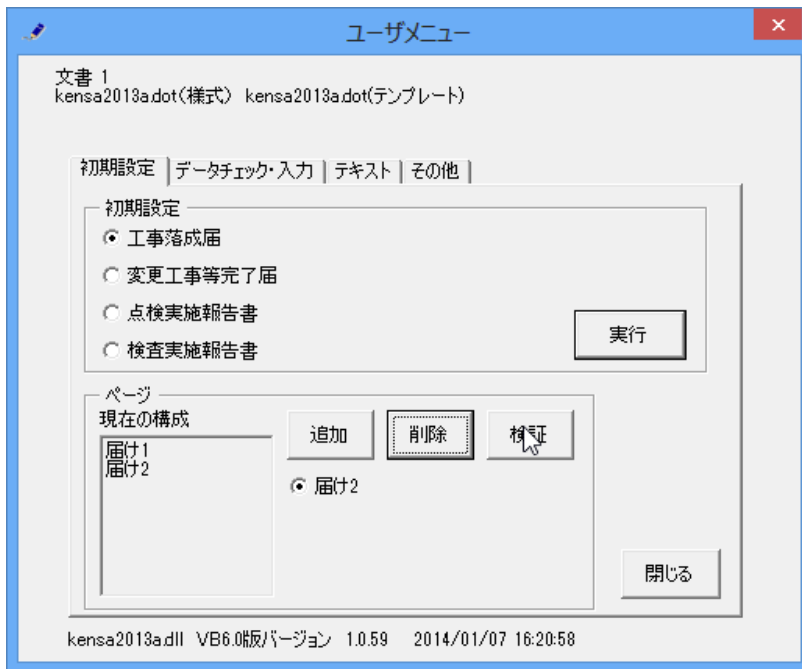 ユーザメニュー
文書 1
kensa2013a.dot(様式) kensa2013a.dot(テンプレート)
初期設定 データチェック・入力 テキスト その他
初期設定
工事落成届
変更工事等完了届
点検実施報告書
検査実施報告書
実行
ページ
現在の構成
届け1
届け2
追加 削除 検証
届け2
閉じる
kensa2013a.dll VB6.0版バージョン 1.0.59 2014/01/07 16:20:58